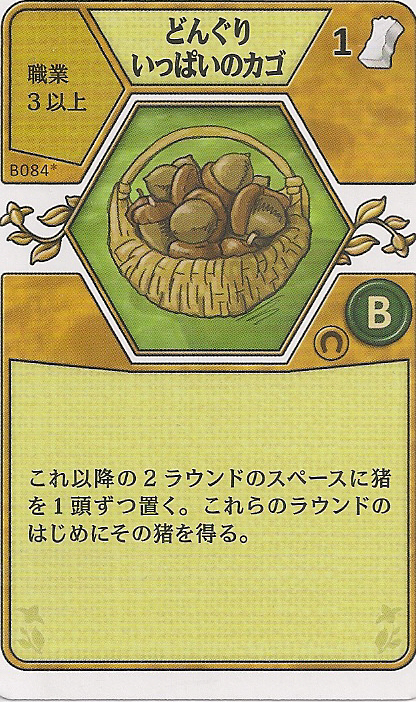 どんぐり
いっぱいのカゴ
1
職業
3以上
B084*
B
これ以降の2ラウンドのスペースに猪
を1頭ずつ置く。これらのラウンドの
はじめにその猪を得る。